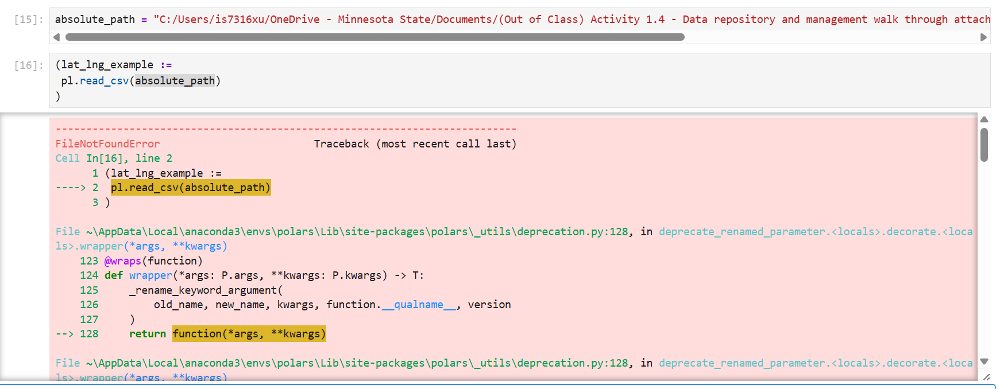 [15]: absolute_path = "C:/Users/is7316xu/OneDrive - Minnesota State/Documents/(Out of Class) Activity 1.4 - Data repository and management walk through attach
[16]: (lat_lng_example :=
pl.read_csv(absolute_path)
)
---------------------------------------------------------------------------
FileNotFoundError                         Traceback (most recent call last)
Cell In[16], line 2
      1 (lat_lng_example :=
----> 2  pl.read_csv(absolute_path)
      3 )
File ~\AppData\Local\anaconda3\envs\polars\Lib\site-packages\polars\_utils\deprecation.py:128, in deprecate_renamed_parameter.<locals>.decorate.<loca
ls>.wrapper(*args, **kwargs)
    123 @wraps(function)
    124 def wrapper(*args: P.args, **kwargs: P.kwargs) -> T:
    125     _rename_keyword_argument(
    126         old_name, new_name, kwargs, function.__qualname__, version
    127     )
--> 128     return function(*args, **kwargs)
File ~\AppData\Local\anaconda3\envs\polars\Lib\site-packages\polars\_utils\deprecation.py:128, in deprecate_renamed_parameter.<locals>.decorate.<loca
ls>.wrapper(*args, **kwargs)